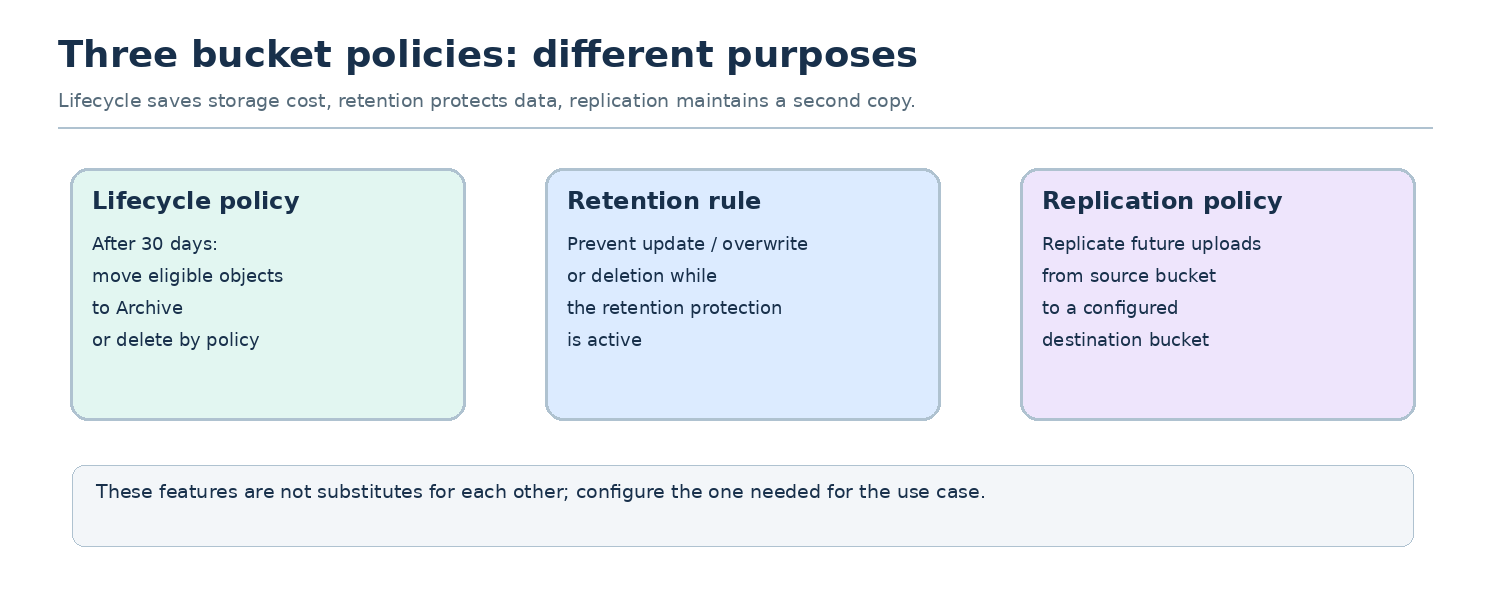 Three bucket policies: different purposes
Lifecycle saves storage cost, retention protects data, replication maintains a second copy.
Lifecycle policy
After 30 days:
move eligible objects
to Archive
or delete by policy
Retention rule
Prevent update / overwrite
or deletion while
the retention protection
is active
Replication policy
Replicate future uploads
from source bucket
to a configured
destination bucket
These features are not substitutes for each other; configure the one needed for the use case.